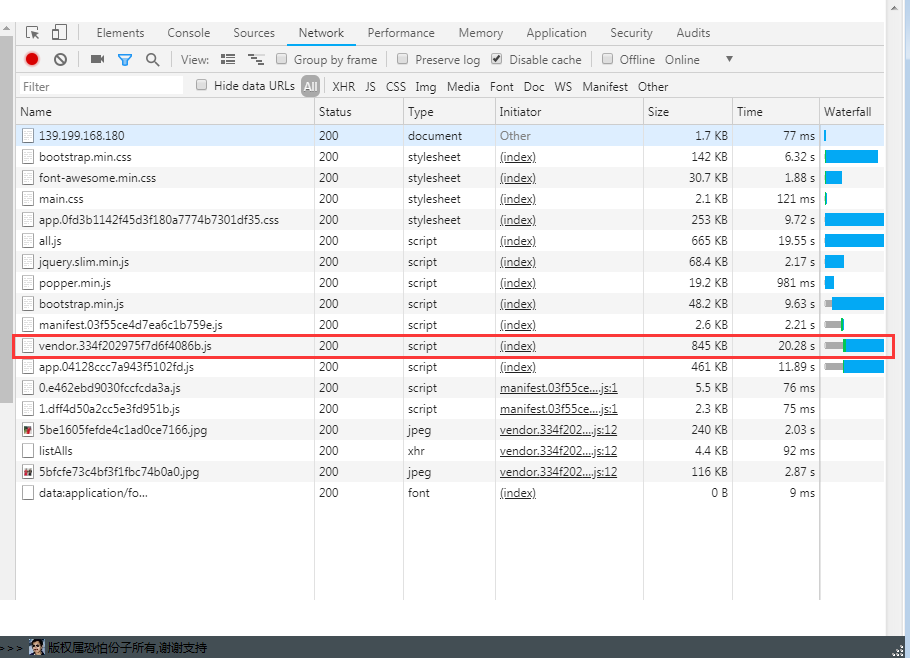 Elements Console Sources Network Performance Memory Application Security Audits
View: Group by frame Preserve log Disable cache Offline Online ▼
Filter Hide data URLs All XHR JS CSS Img Media Font Doc WS Manifest Other
Name Status Type Initiator Size Time Waterfall
139.199.168.180 200 document Other 1.7 KB 77 ms
bootstrap.min.css 200 stylesheet (index) 142 KB 6.32 s
font-awesome.min.css 200 stylesheet (index) 30.7 KB 1.88 s
main.css 200 stylesheet (index) 2.1 KB 121 ms
app.0fd3b1142f45d3f180a7774b7301df35.css 200 stylesheet (index) 253 KB 9.72 s
all.js 200 script (index) 665 KB 19.55 s
jquery.slim.min.js 200 script (index) 68.4 KB 2.17 s
popper.min.js 200 script (index) 19.2 KB 981 ms
bootstrap.min.js 200 script (index) 48.2 KB 9.63 s
manifest.03f55ce4d7ea6c1b759e.js 200 script (index) 2.6 KB 2.21 s
vendor.334f202975f7d6f4086b.js 200 script (index) 845 KB 20.28 s
app.04128ccc7a943f5102fd.js 200 script (index) 461 KB 11.89 s
0.e462ebd9030fccfcda3a.js 200 script manifest.03f55ce....js:1 5.5 KB 76 ms
1.dff4d50a2cc5e3fd951b.js 200 script manifest.03f55ce....js:1 2.3 KB 75 ms
5be1605fefde4c1ad0ce7166.jpg 200 jpeg vendor.334f202....js:12 240 KB 2.03 s
listAlls 200 xhr vendor.334f202....js:12 4.4 KB 92 ms
5bfcfe73c4bf3f1fbc74b0a0.jpg 200 jpeg vendor.334f202....js:12 116 KB 2.87 s
data:application/fo... 200 font (index) 0 B 9 ms
>>> 版权属恐怕份子所有,谢谢支持